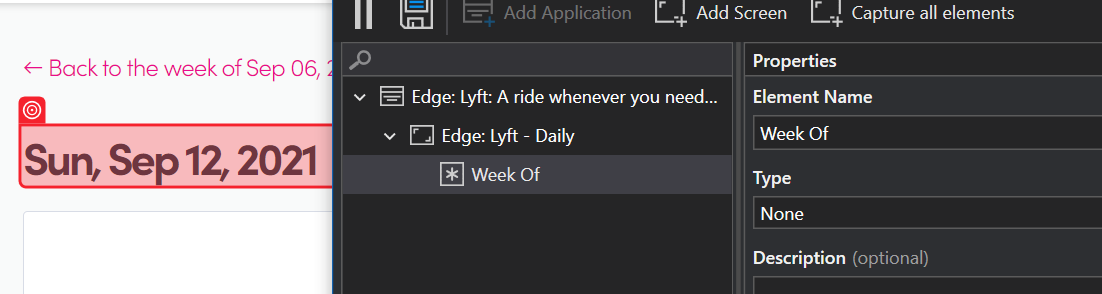 ← Back to the week of Sep 06,
Sun, Sep 12, 2021
Add Application
Add Screen
Capture all elements
Edge: Lyft: A ride whenever you need...
Edge: Lyft - Daily
Week Of
Properties
Element Name
Week Of
Type
None
Description (optional)